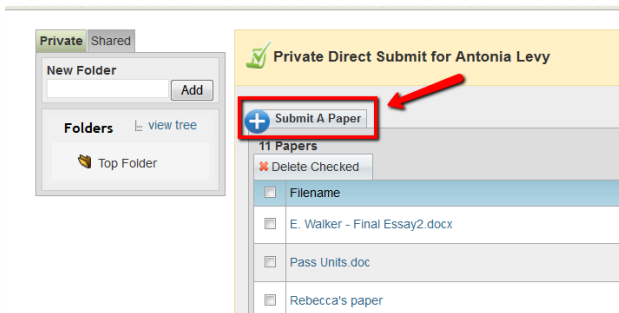 Private Shared
New Folder
Add
Folders view tree
Top Folder
Private Direct Submit for Antonia Levy
Submit A Paper
11 Papers
Delete Checked
Filename
E. Walker - Final Essay2.docx
Pass Units.doc
Rebecca's paper